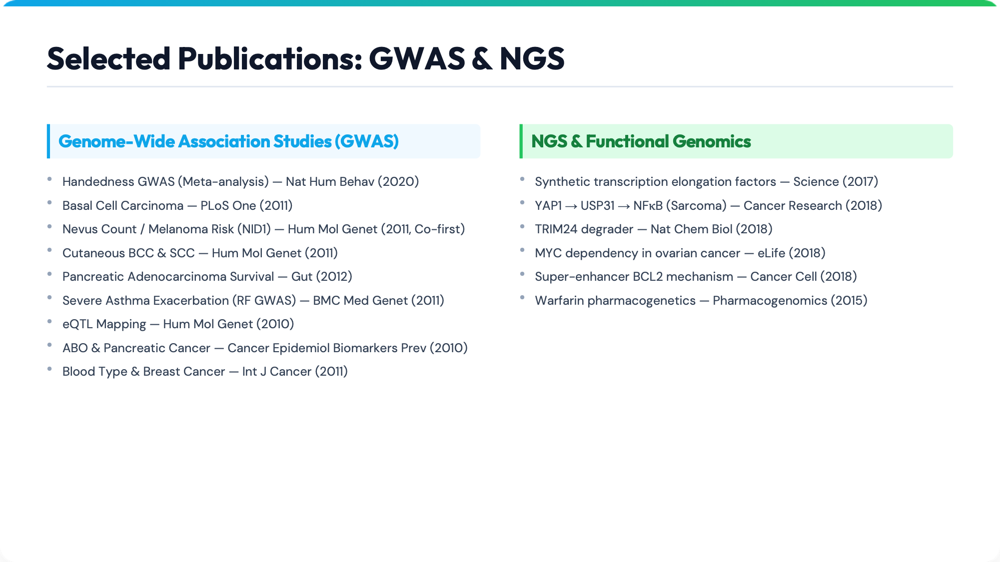 Selected Publications: GWAS & NGS
Genome-Wide Association Studies (GWAS)
• Handedness GWAS (Meta-analysis) — Nat Hum Behav (2020)
• Basal Cell Carcinoma — PLoS One (2011)
• Nevus Count / Melanoma Risk (NID1) — Hum Mol Genet (2011, Co-first)
• Cutaneous BCC & SCC — Hum Mol Genet (2011)
• Pancreatic Adenocarcinoma Survival — Gut (2012)
• Severe Asthma Exacerbation (RF GWAS) — BMC Med Genet (2011)
• eQTL Mapping — Hum Mol Genet (2010)
• ABO & Pancreatic Cancer — Cancer Epidemiol Biomarkers Prev (2010)
• Blood Type & Breast Cancer — Int J Cancer (2011)
NGS & Functional Genomics
• Synthetic transcription elongation factors — Science (2017)
• YAP1 → USP31 → NFκB (Sarcoma) — Cancer Research (2018)
• TRIM24 degrader — Nat Chem Biol (2018)
• MYC dependency in ovarian cancer — eLife (2018)
• Super-enhancer BCL2 mechanism — Cancer Cell (2018)
• Warfarin pharmacogenetics — Pharmacogenomics (2015)